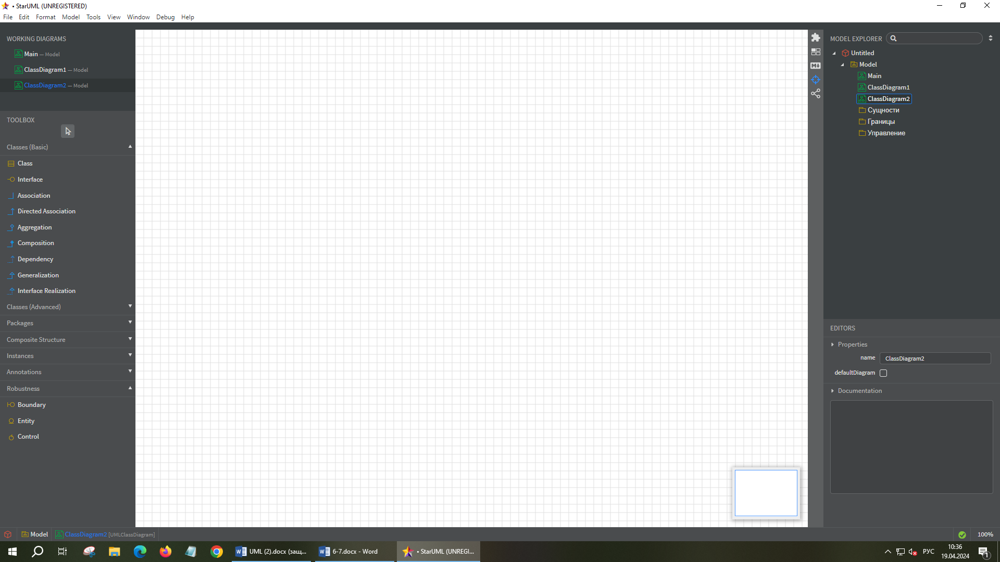 • StarUML (UNREGISTERED)
File Edit Format Model Tools View Window Debug Help
WORKING DIAGRAMS
Main — Model
ClassDiagram1 — Model
ClassDiagram2 — Model
TOOLBOX
Classes (Basic)
Class
Interface
Association
Directed Association
Aggregation
Composition
Dependency
Generalization
Interface Realization
Classes (Advanced)
Packages
Composite Structure
Instances
Annotations
Robustness
Boundary
Entity
Control
MODEL EXPLORER
Untitled
Model
Main
ClassDiagram1
ClassDiagram2
Сущности
Границы
Управление
EDITORS
Properties
name ClassDiagram2
defaultDiagram
Documentation
Model ClassDiagram2 [UMLClassDiagram]
100%
UML (2).docx (защ...
6-7.docx - Word
• StarUML (UNREGI...
РУС
10:36
19.04.2024
1